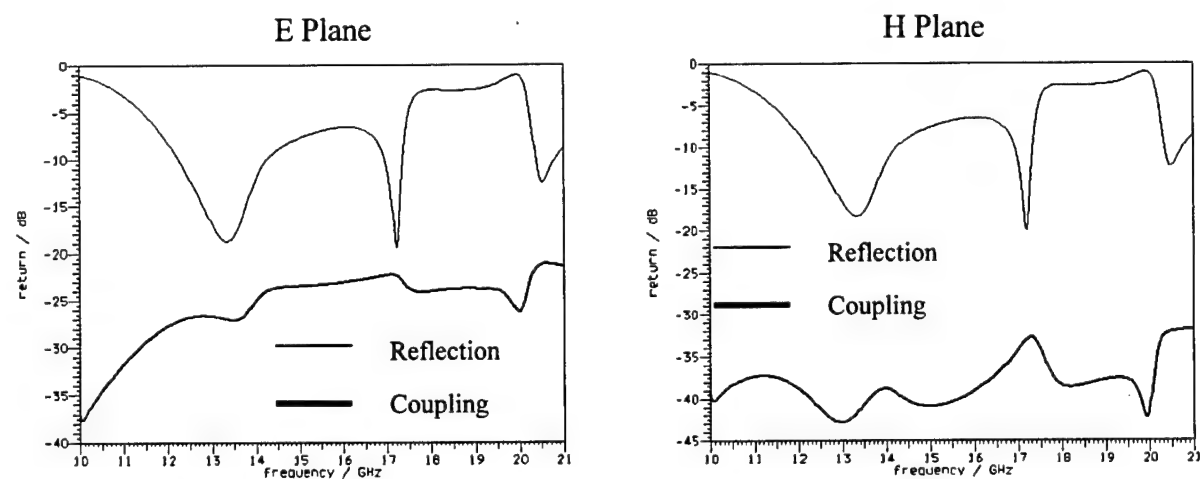 E Plane
return / dB
0
-5
-10
-15
-20
-25
-30
-35
-40
10 11 12 13 14 15 16 17 18 19 20 21
frequency / GHz
Reflection
Coupling
H Plane
return / dB
0
-5
-10
-15
-20
-25
-30
-35
-40
-45
10 11 12 13 14 15 16 17 18 19 20 21
frequency / GHz
Reflection
Coupling